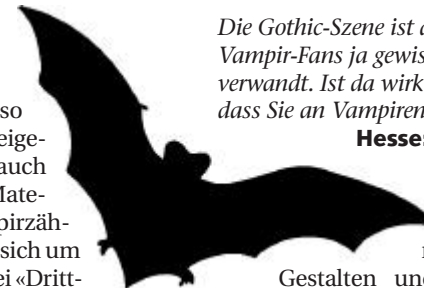 so
eige-
auch
Mate-
pirzäh-
sich um
ei «Dritt-
Die Gothic-Szene ist d
Vampir-Fans ja gewis
verwandt. Ist da wirk
dass Sie an Vampiren
Hesse
Gestalten und